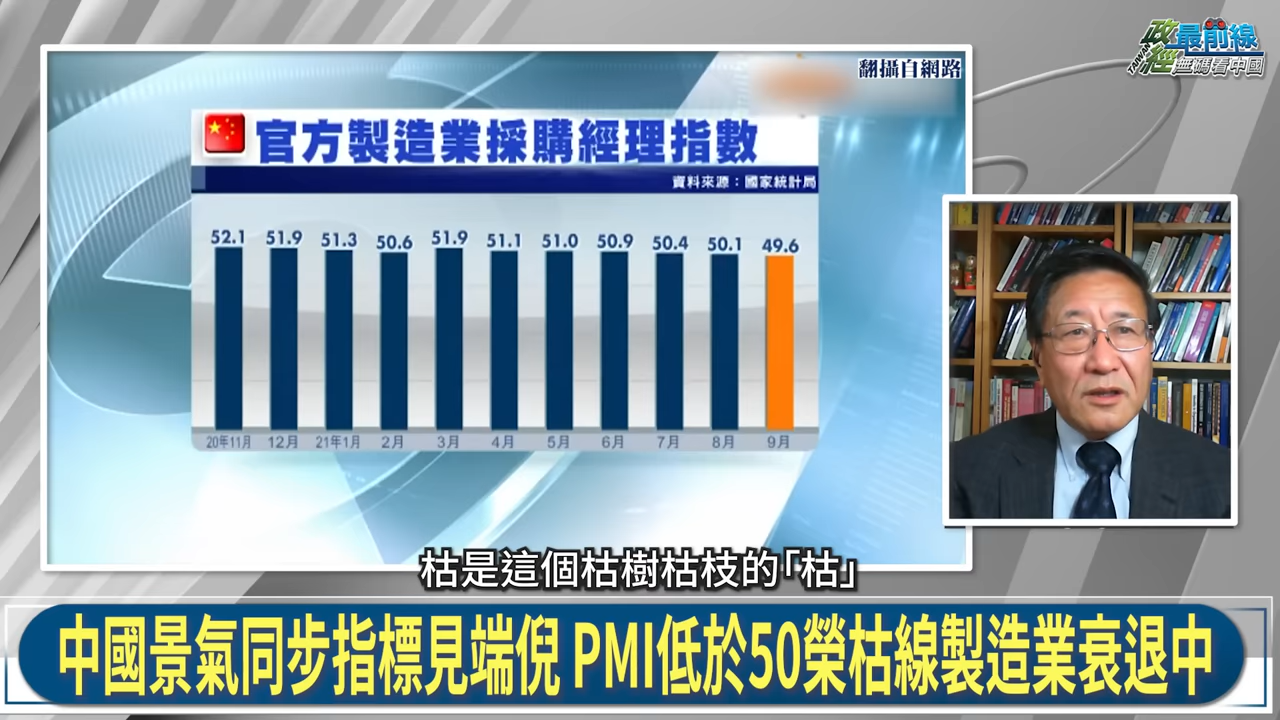 政經最前線
無碼看中國
翻攝自網路
官方製造業採購經理指數
資料來源：國家統計局
52.1 51.9 51.3 50.6 51.9 51.1 51.0 50.9 50.4 50.1 49.6
20年11月 12月 21年1月 2月 3月 4月 5月 6月 7月 8月 9月
枯是這個枯樹枯枝的「枯」
中國景氣同步指標見端倪 PMI低於50榮枯線製造業衰退中